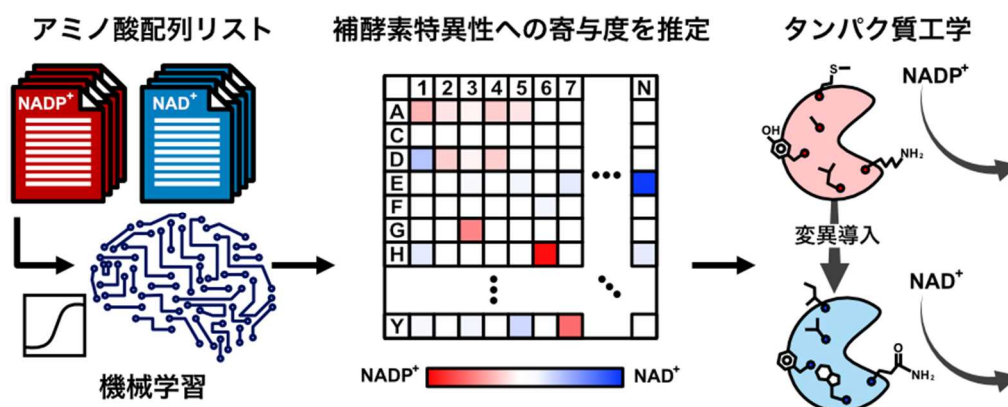 アミノ酸配列リスト
NADP⁺
NAD⁺
機械学習
補酵素特異性への寄与度を推定
1 2 3 4 5 6 7 N
A
C
D
E
F
G
H
Y
NADP⁺ NAD⁺
タンパク質工学
NADP⁺
S
OH
NH₂
変異導入
NAD⁺
O
NH₂